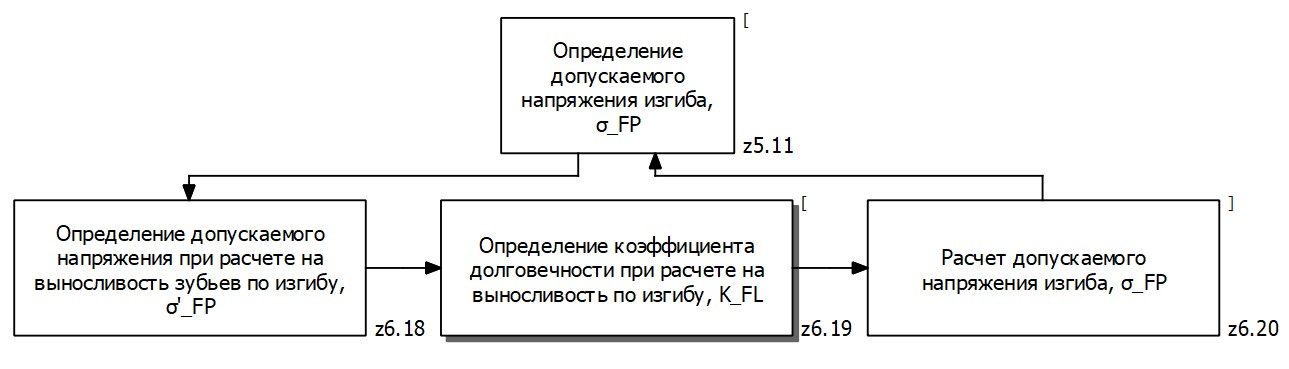 [
Определение
допускаемого
напряжения изгиба,
σ_FP
z5.11
Определение допускаемого
напряжения при расчете на
выносливость зубьев по изгибу,
σ'_FP
z6.18
[
Определение коэффициента
долговечности при расчете на
выносливость по изгибу, K_FL
z6.19
]
Расчет допускаемого
напряжения изгиба, σ_FP
z6.20